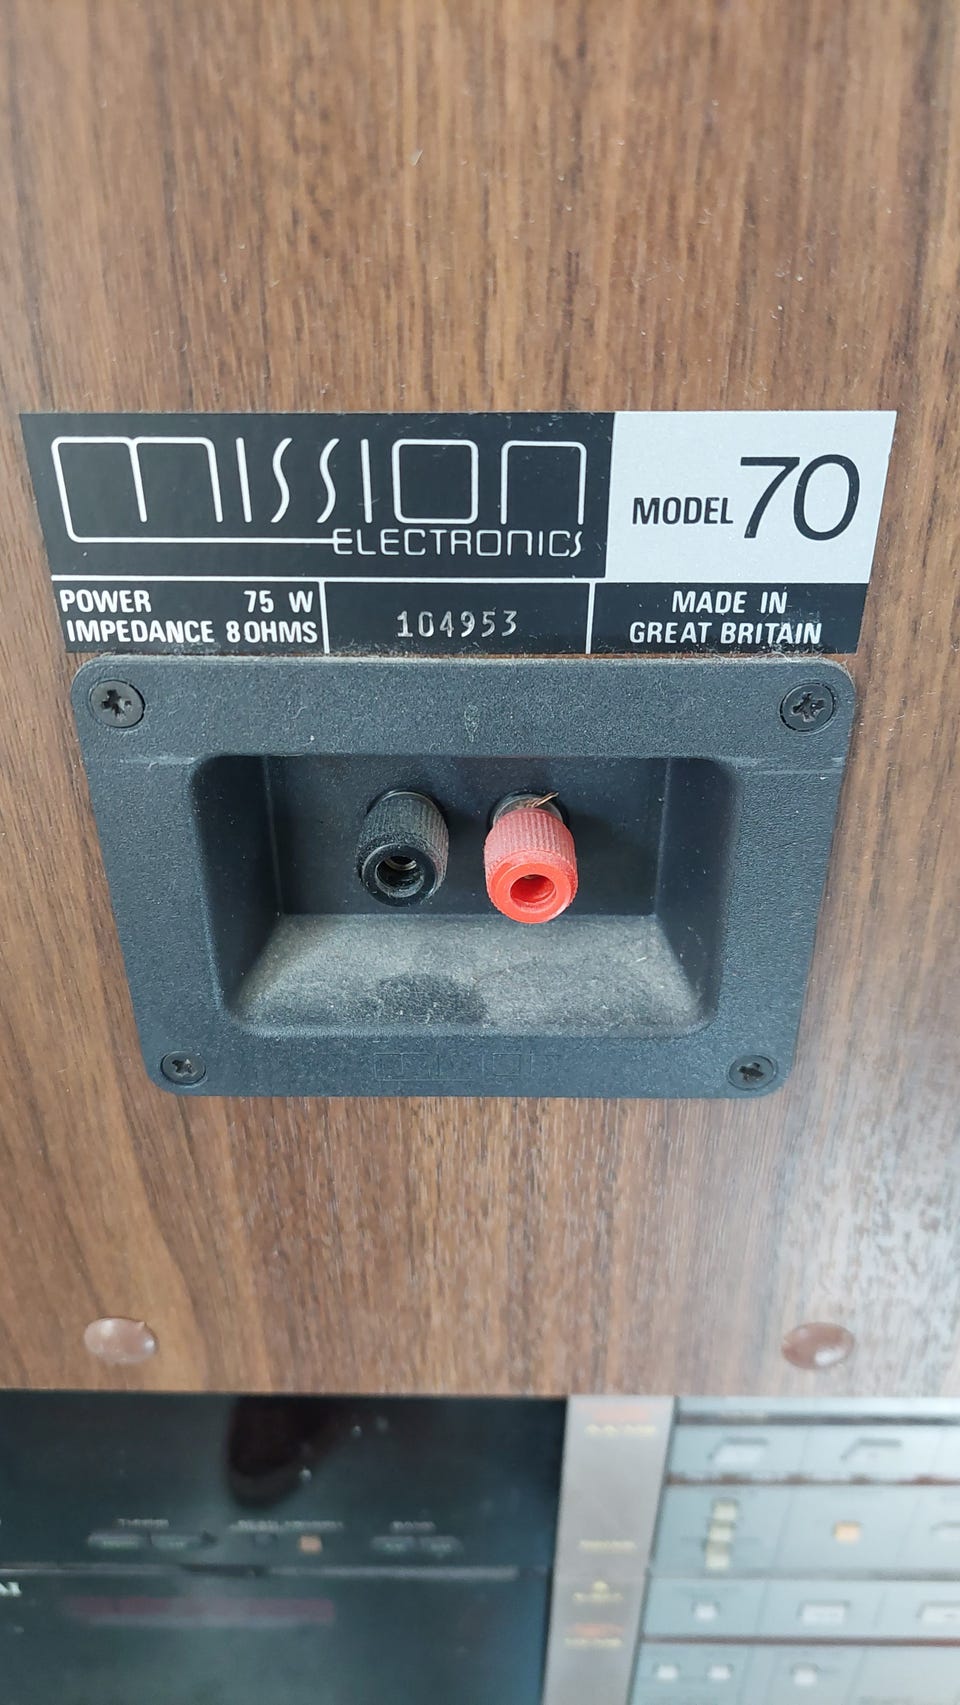 mission
ELECTRONICS
MODEL 70
POWER 75 W
IMPEDANCE 8 OHMS
104953
MADE IN
GREAT BRITAIN